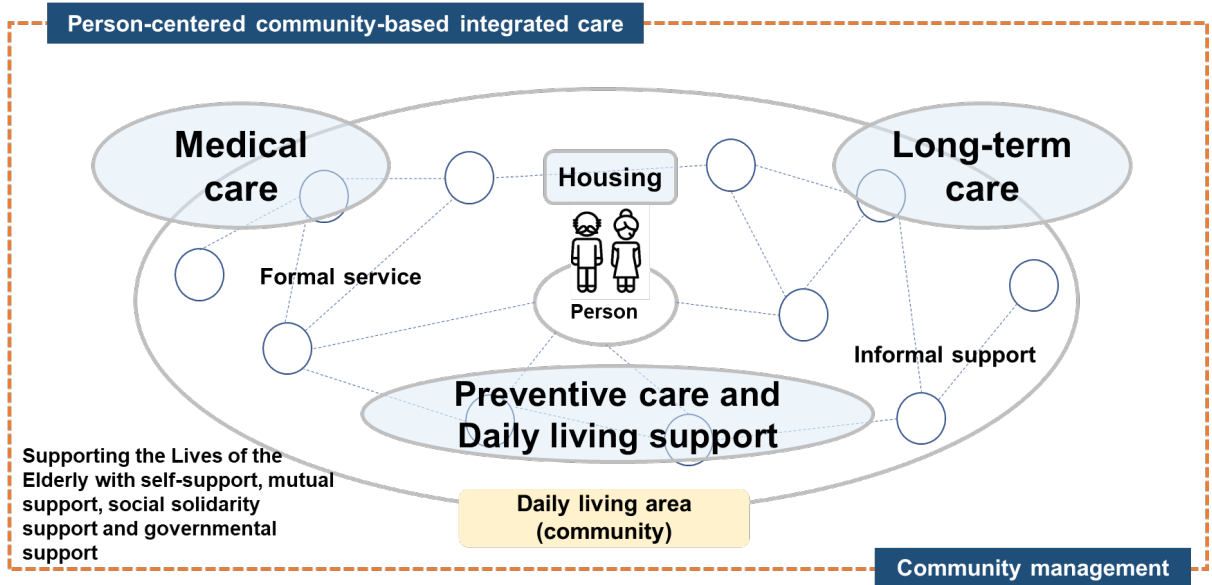 Person-centered community-based integrated care
Medical
care
Long-term
care
Housing
Formal service
Person
Informal support
Preventive care and
Daily living support
Supporting the Lives of the
Elderly with self-support, mutual
support, social solidarity
support and governmental
support
Daily living area
(community)
Community management